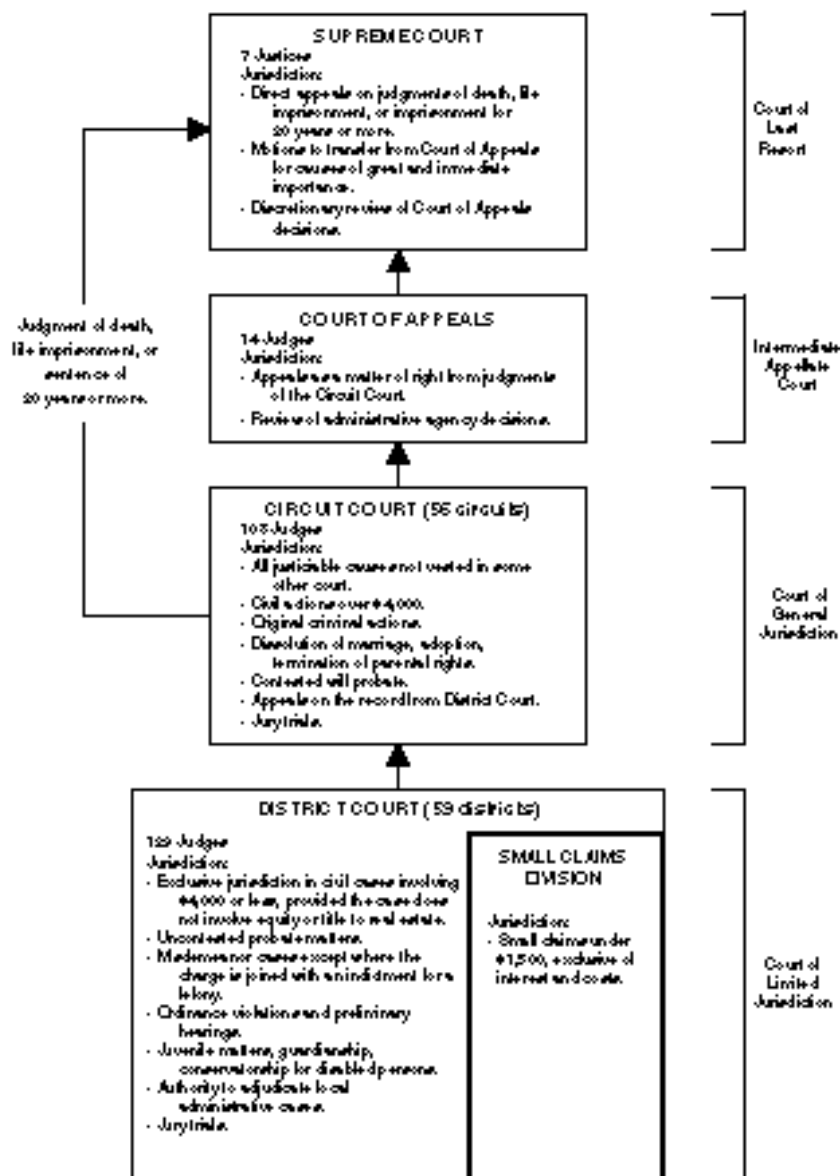 SUPREME COURT
7 Justices
Jurisdiction:
- Direct appeals on judgments of death, life
imprisonment, or imprisonment for
20 years or more.
- Motions to transfer from Court of Appeals
for causes of great and immediate
importance.
- Discretionary review of Court of Appeals
decisions.
Court of
Last
Resort
Judgment of death,
life imprisonment, or
sentence of
20 years or more.
COURT OF APPEALS
14 Judges
Jurisdiction:
- Appeals as a matter of right from judgments
of the Circuit Court.
- Review of administrative agency decisions.
Intermediate
Appellate
Court
CIRCUIT COURT (56 circuits)
Judges
Jurisdiction:
- All justiciable causes not vested in some
other court.
- Civil actions over $4,000.
- Original criminal actions.
- Dissolution of marriage, adoption,
termination of parental rights.
- Contested will probate.
- Appeals on the record from District Court.
- Jury trials.
Court of
General
Jurisdiction
DISTRICT COURT (59 districts)
Judges
Jurisdiction:
- Exclusive jurisdiction in civil cases involving
$4,000 or less, provided the case does
not involve equity or title to real estate.
- Uncontested probate matters.
- Misdemeanor cases except where the
charge is joined with an indictment for a
felony.
- Ordinance violations and preliminary
hearings.
- Juvenile matters, guardianship,
conservatorship for disabled persons.
- Authority to adjudicate local
administrative cases.
- Jury trials.
SMALL CLAIMS
DIVISION
Jurisdiction:
- Small claims under
$1,500, exclusive of
interest and costs.
Court of
Limited
Jurisdiction